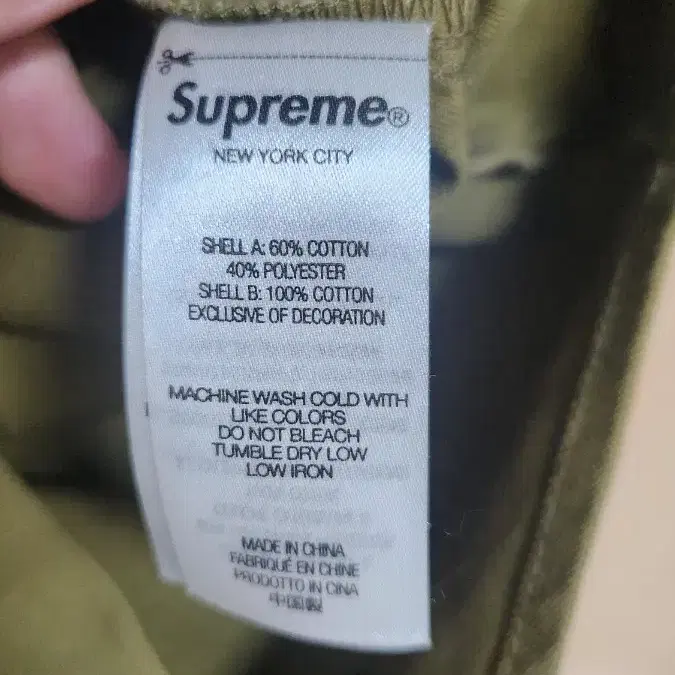 Supreme®
NEW YORK CITY
SHELL A: 60% COTTON
40% POLYESTER
SHELL B: 100% COTTON
EXCLUSIVE OF DECORATION
MACHINE WASH COLD WITH
LIKE COLORS
DO NOT BLEACH
TUMBLE DRY LOW
LOW IRON
MADE IN CHINA
FABRIQUÉ EN CHINE
PRODOTTO IN CINA
中国製